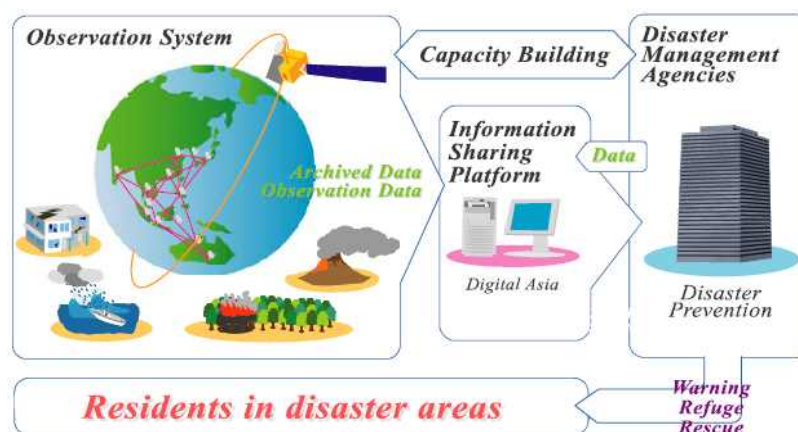 Observation System
Capacity Building
Disaster
Management
Agencies
Information
Sharing
Platform
Data
Archived Data
Observation Data
Digital Asia
Disaster
Prevention
Residents in disaster areas
Warning
Refuge
Rescue